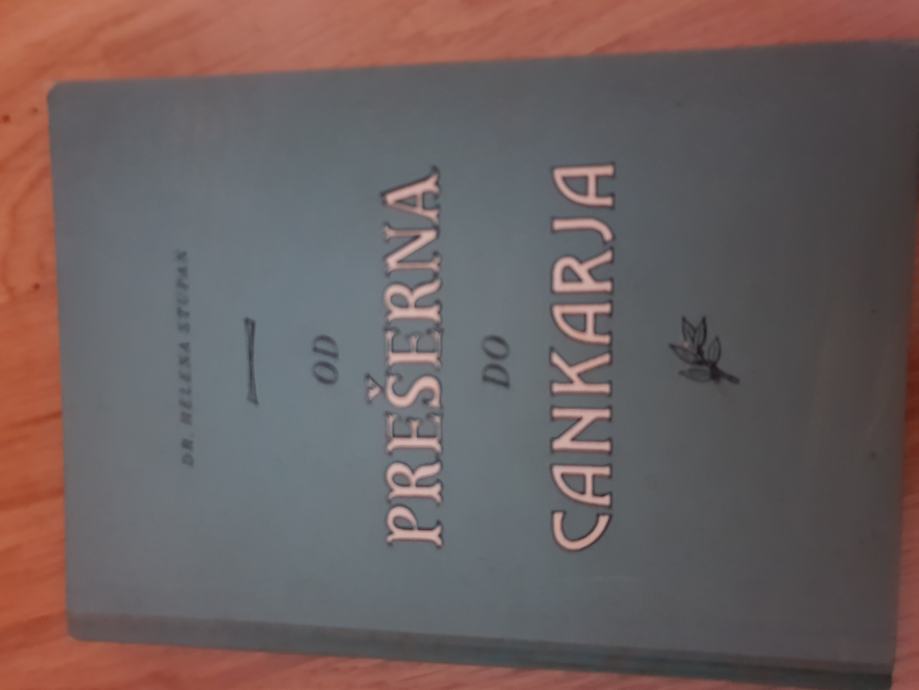 DR. HELENA STUPAN
OD
PREŠERNA
DO
CANKARJA